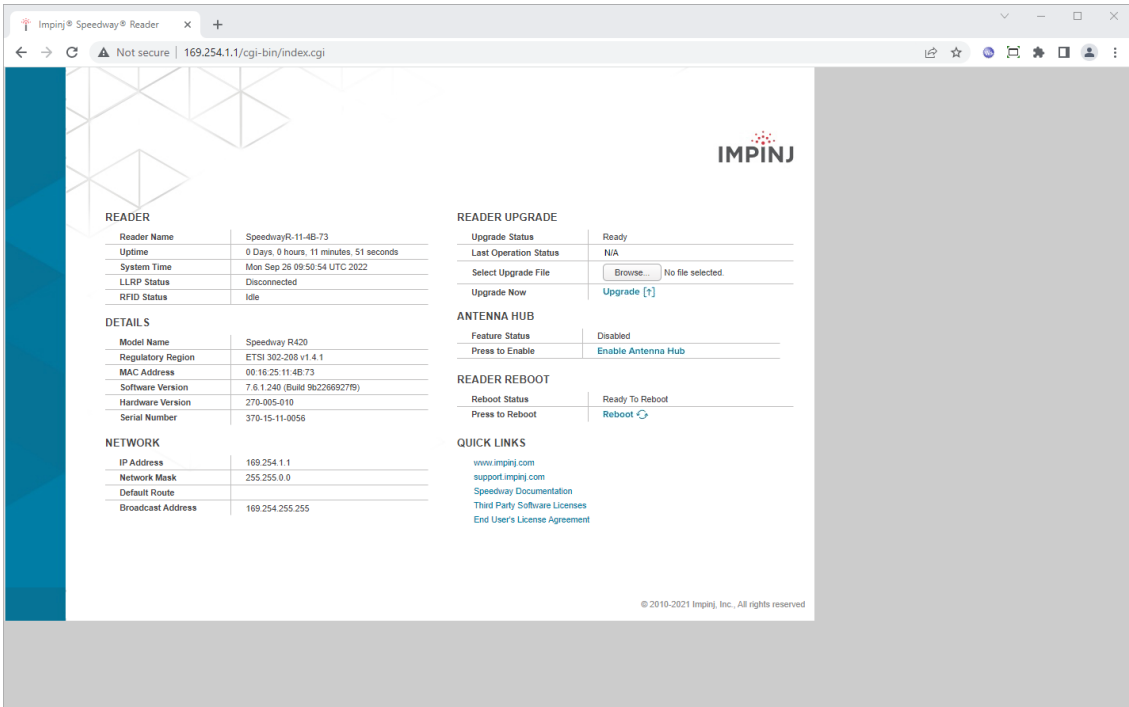 Impinj® Speedway® Reader
Not secure | 169.254.1.1/cgi-bin/index.cgi
IMPINJ
READER
Reader Name SpeedwayR-11-4B-73
Uptime 0 Days, 0 hours, 11 minutes, 51 seconds
System Time Mon Sep 26 09:50:54 UTC 2022
LLRP Status Disconnected
RFID Status Idle
DETAILS
Model Name Speedway R420
Regulatory Region ETSI 302-208 v1.4.1
MAC Address 00:16:25:11:4B:73
Software Version 7.6.1.240 (Build 9b2266927f9)
Hardware Version 270-005-010
Serial Number 370-15-11-0056
NETWORK
IP Address 169.254.1.1
Network Mask 255.255.0.0
Default Route
Broadcast Address 169.254.255.255
READER UPGRADE
Upgrade Status Ready
Last Operation Status N/A
Select Upgrade File Browse... No file selected.
Upgrade Now Upgrade [↑]
ANTENNA HUB
Feature Status Disabled
Press to Enable Enable Antenna Hub
READER REBOOT
Reboot Status Ready To Reboot
Press to Reboot Reboot
QUICK LINKS
www.impinj.com
support.impinj.com
Speedway Documentation
Third Party Software Licenses
End User's License Agreement
© 2010-2021 Impinj, Inc., All rights reserved